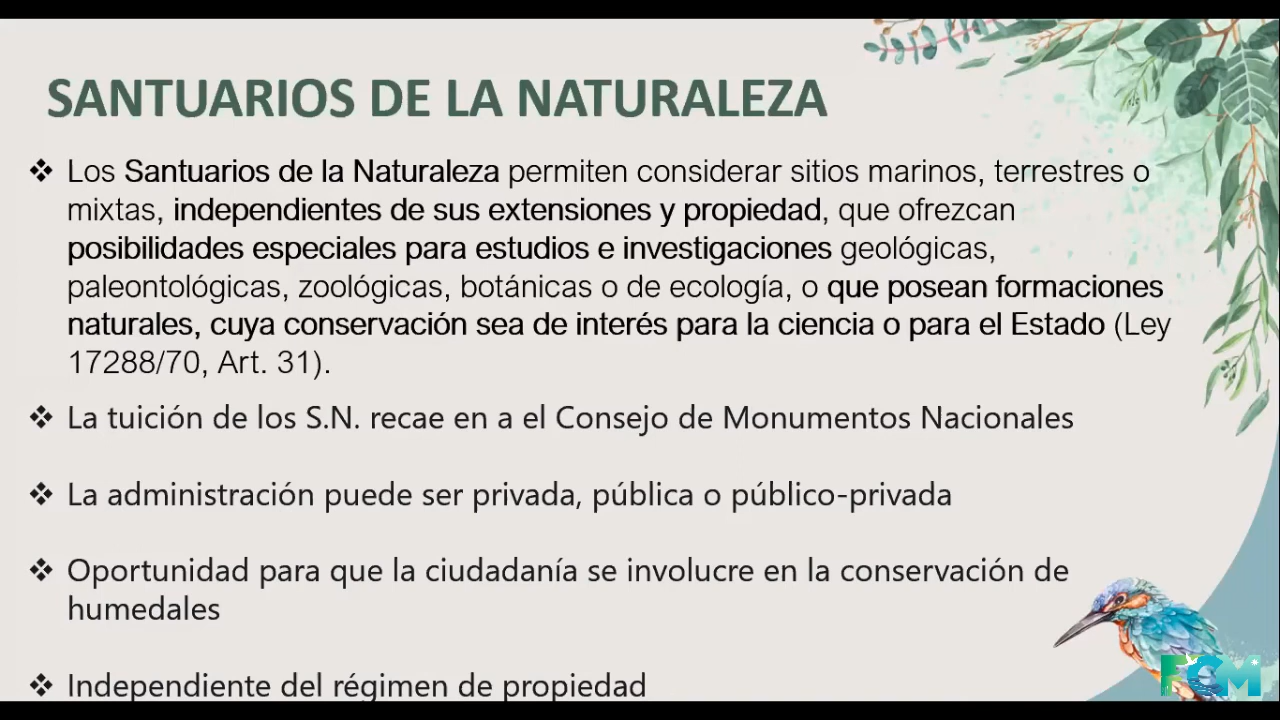 SANTUARIOS DE LA NATURALEZA
❖ Los Santuarios de la Naturaleza permiten considerar sitios marinos, terrestres o
mixtas, independientes de sus extensiones y propiedad, que ofrezcan
posibilidades especiales para estudios e investigaciones geológicas,
paleontológicas, zoológicas, botánicas o de ecología, o que posean formaciones
naturales, cuya conservación sea de interés para la ciencia o para el Estado (Ley
17288/70, Art. 31).
❖ La tuición de los S.N. recae en a el Consejo de Monumentos Nacionales
❖ La administración puede ser privada, pública o público-privada
❖ Oportunidad para que la ciudadanía se involucre en la conservación de
humedales
❖ Independiente del régimen de propiedad
FCM